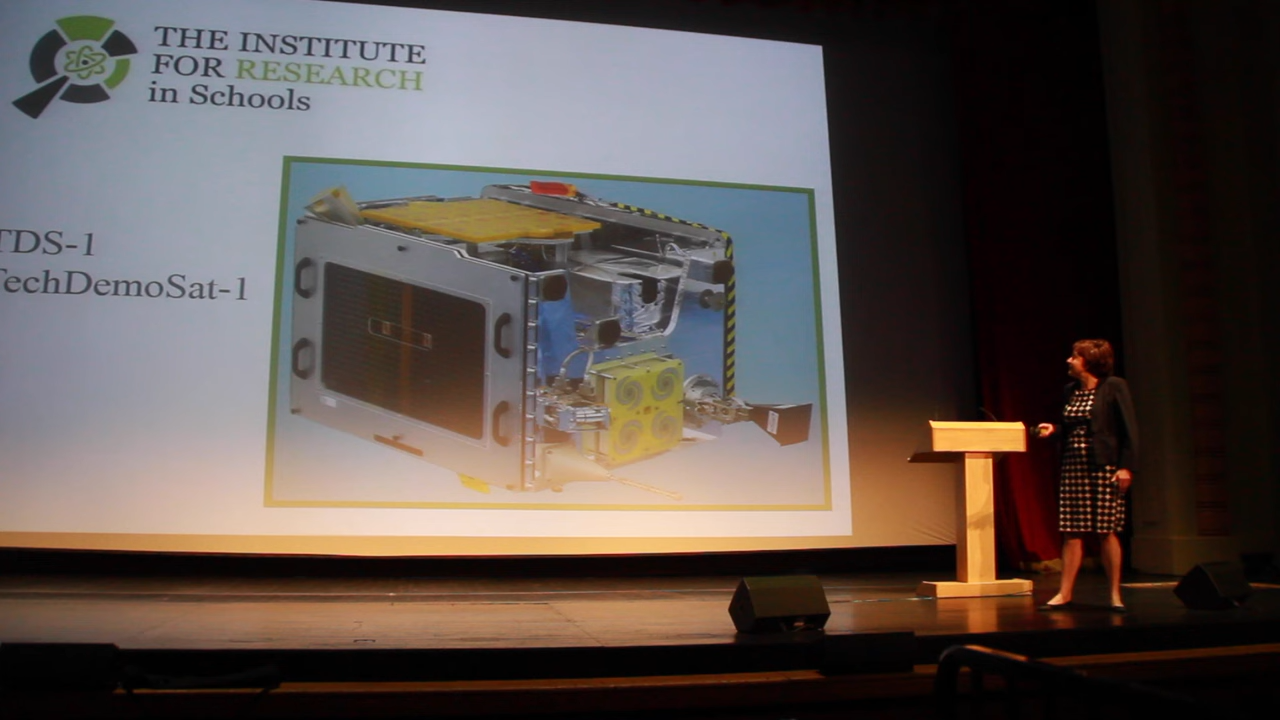 THE INSTITUTE
FOR RESEARCH
in Schools
TDS-1
TechDemoSat-1